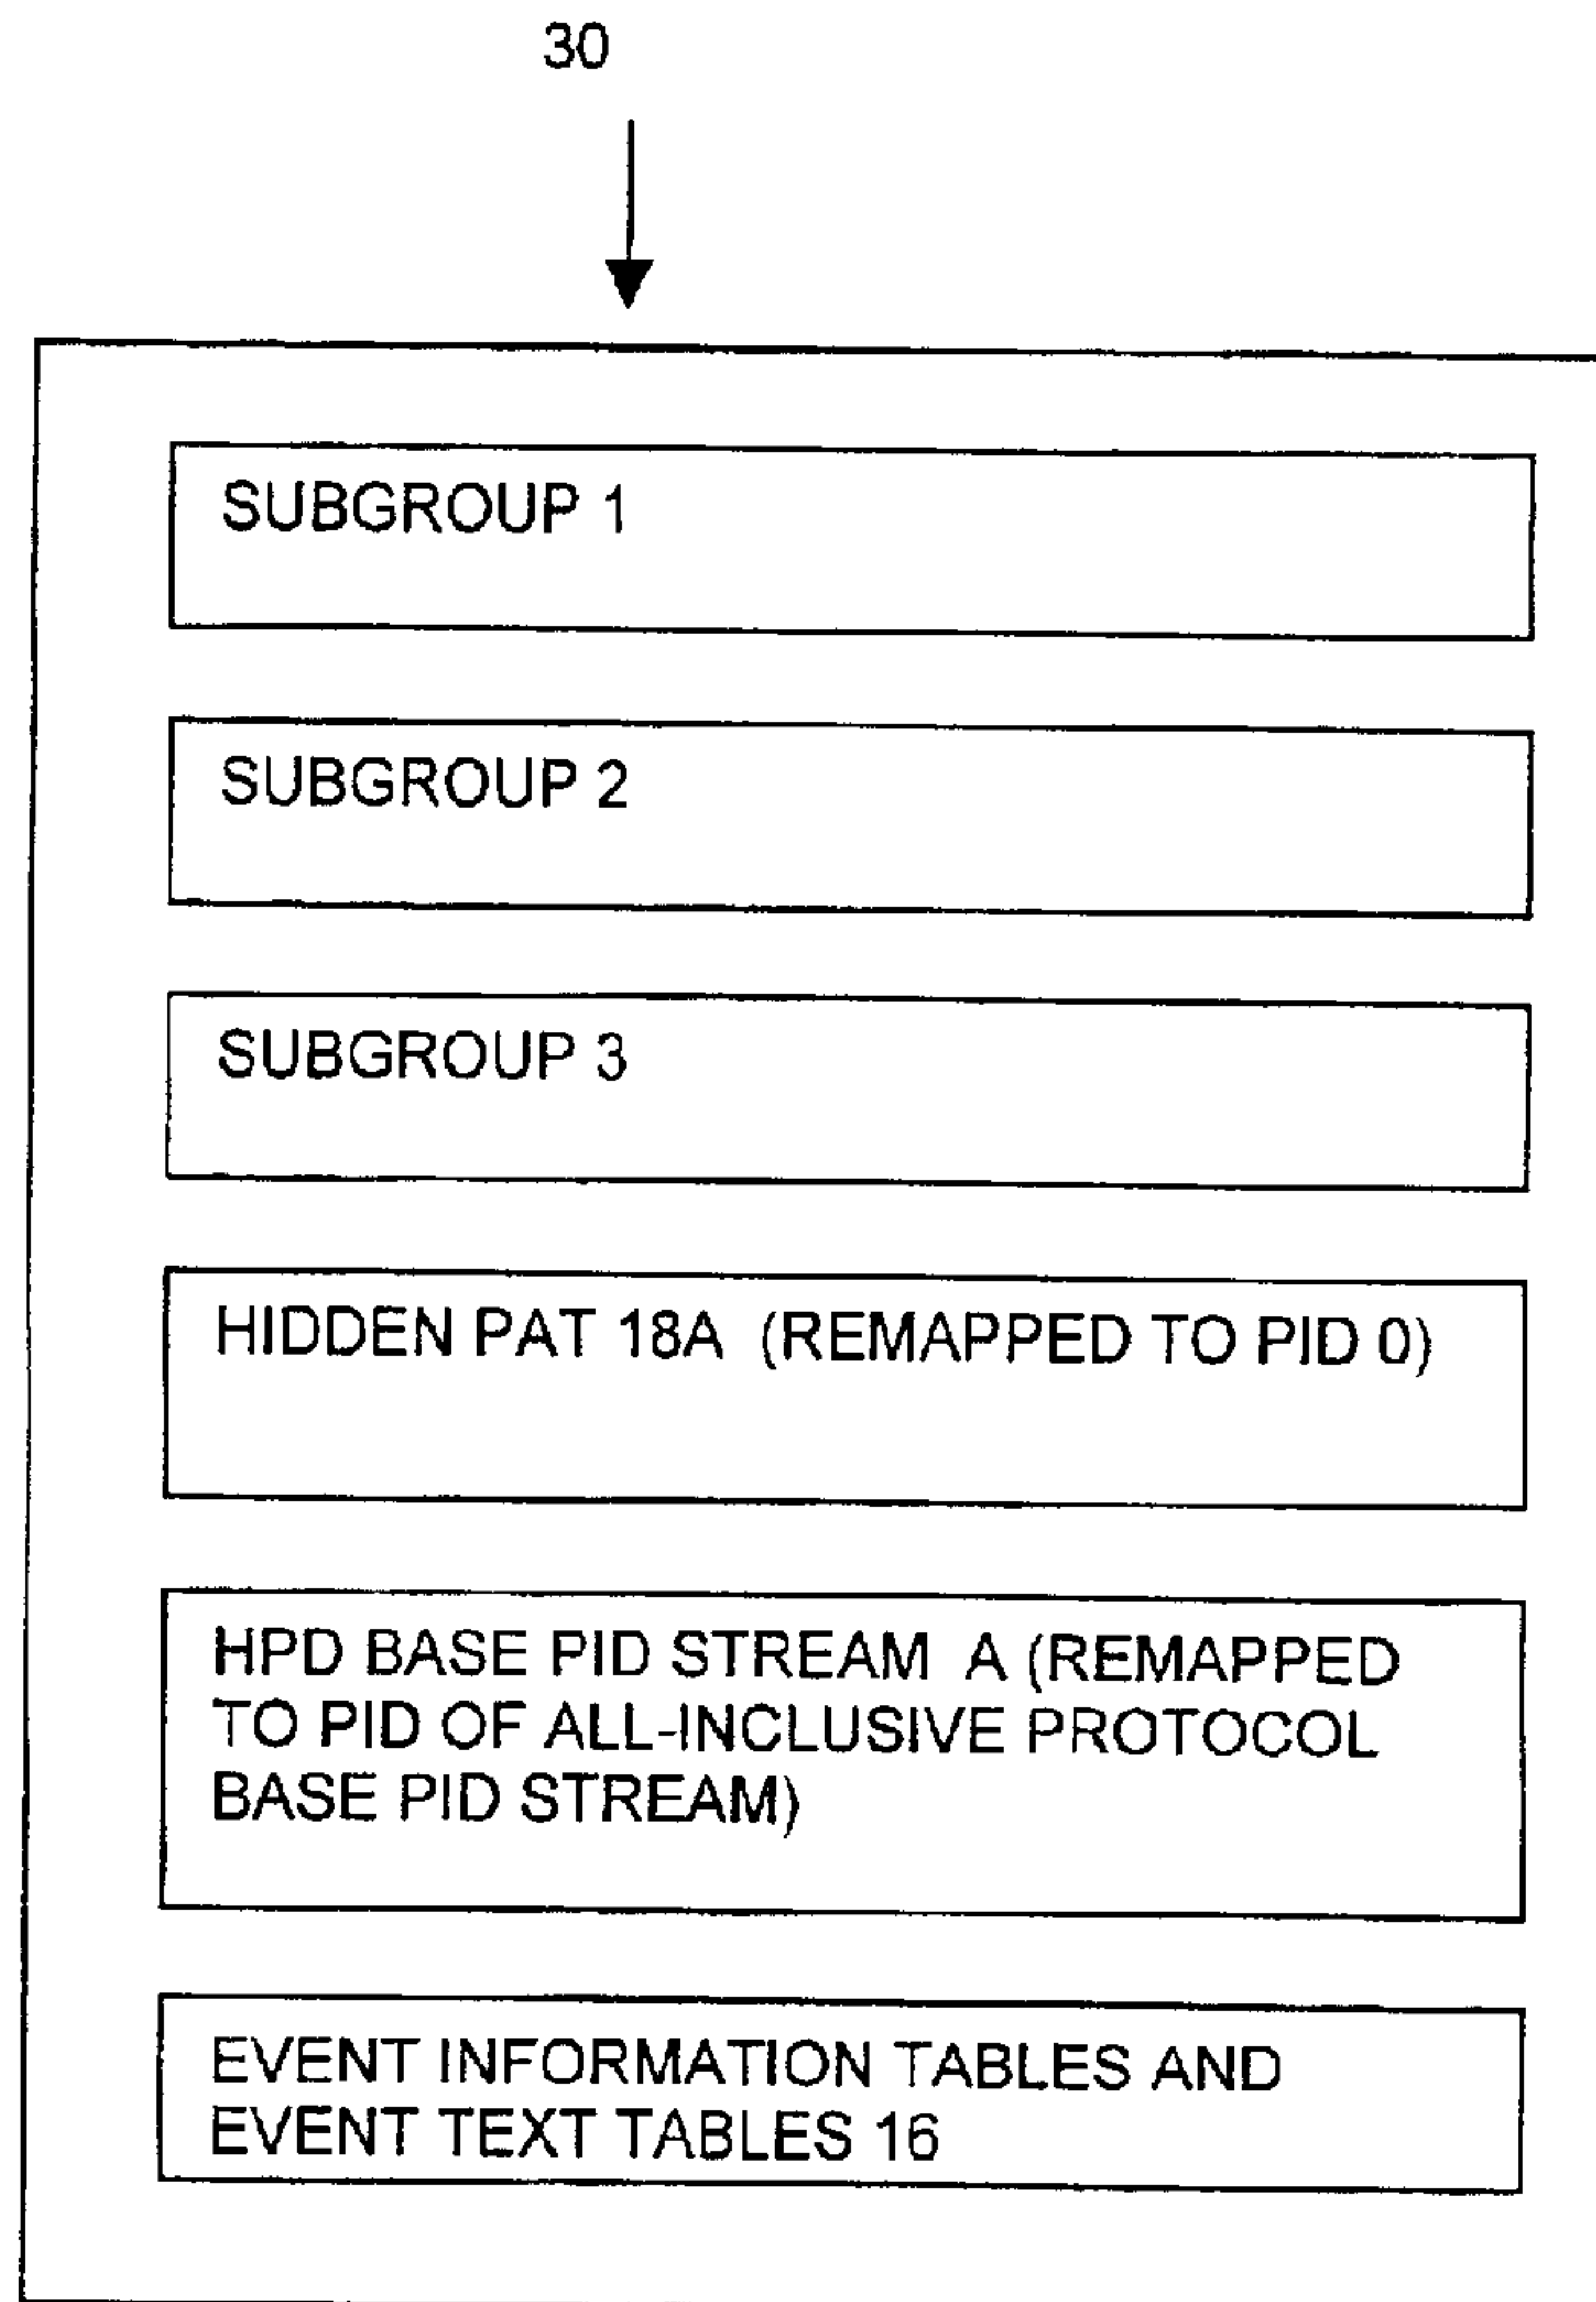 30
SUBGROUP 1
SUBGROUP 2
SUBGROUP 3
HIDDEN PAT 18A (REMAPPED TO PID 0)
HPD BASE PID STREAM A (REMAPPED
TO PID OF ALL-INCLUSIVE PROTOCOL
BASE PID STREAM)
EVENT INFORMATION TABLES AND
EVENT TEXT TABLES 16